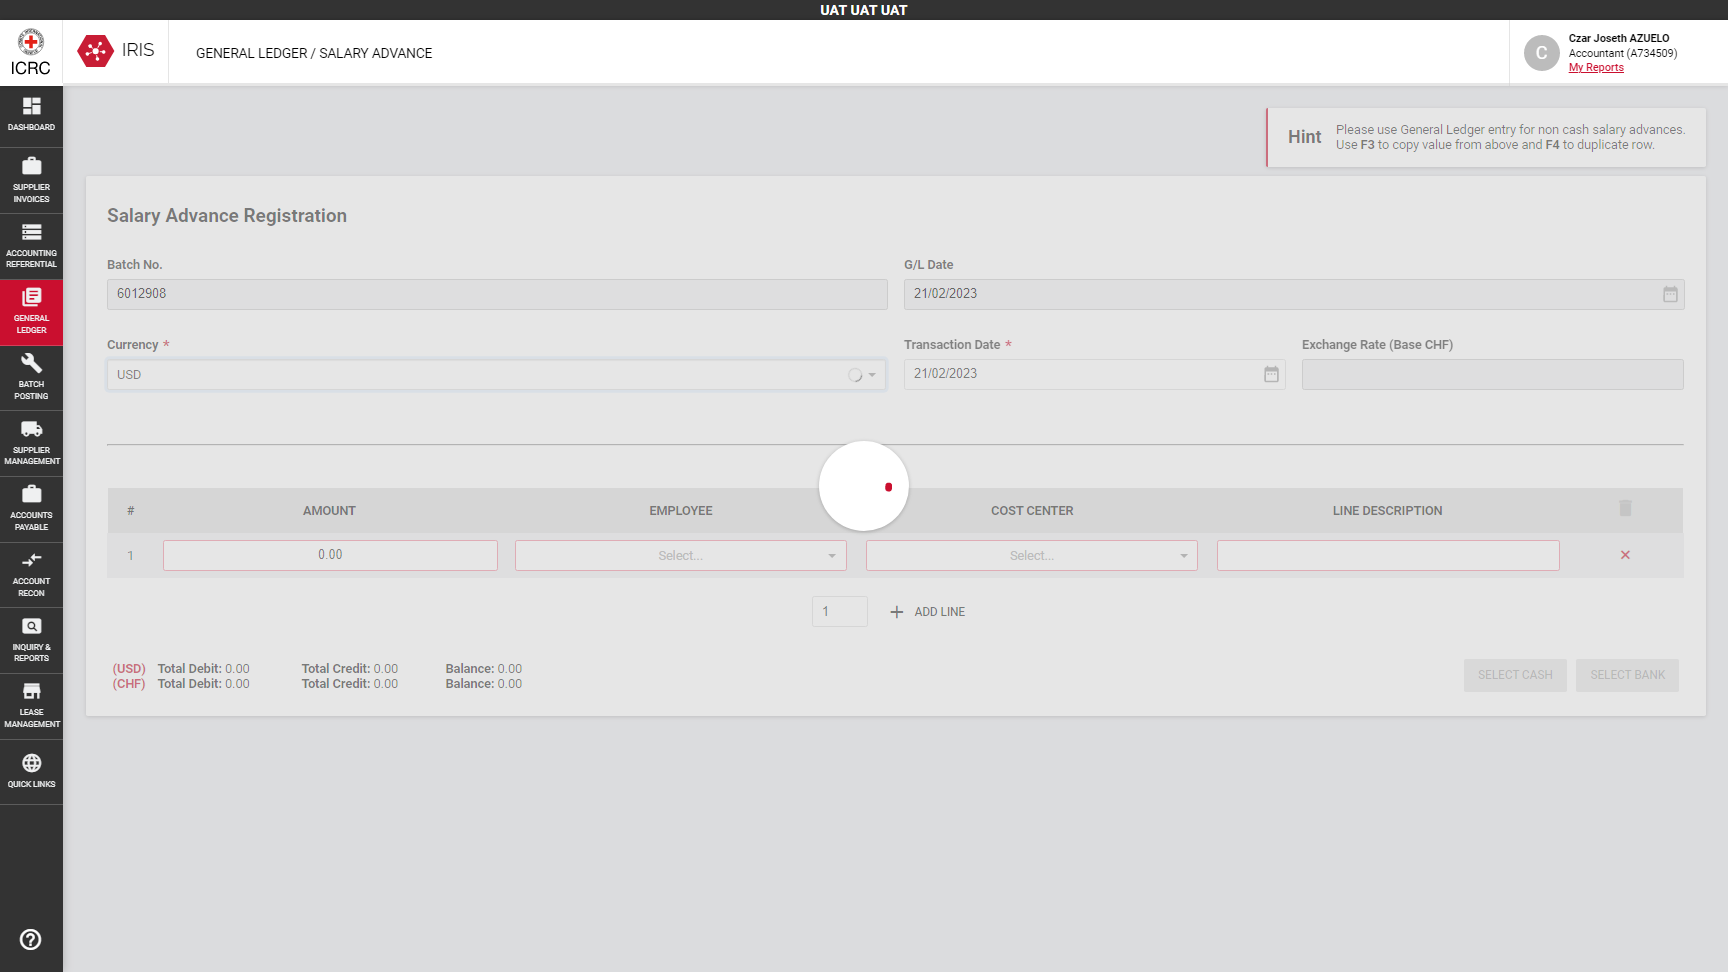 UAT UAT UAT
ICRC
IRIS
GENERAL LEDGER / SALARY ADVANCE
C
Czar Joseth AZUELO
Accountant (A734509)
My Reports
DASHBOARD
SUPPLIER
INVOICES
ACCOUNTING
REFERENTIAL
GENERAL
LEDGER
BATCH
POSTING
SUPPLIER
MANAGEMENT
ACCOUNTS
PAYABLE
ACCOUNT
RECON
INQUIRY &
REPORTS
LEASE
MANAGEMENT
QUICK LINKS
Hint
Please use General Ledger entry for non cash salary advances.
Use F3 to copy value from above and F4 to duplicate row.
Salary Advance Registration
Batch No.
6012908
G/L Date
21/02/2023
Currency *
USD
Transaction Date *
21/02/2023
Exchange Rate (Base CHF)
# AMOUNT EMPLOYEE COST CENTER LINE DESCRIPTION
1 0.00 Select... Select...
1 ADD LINE
(USD) Total Debit: 0.00 Total Credit: 0.00 Balance: 0.00
(CHF) Total Debit: 0.00 Total Credit: 0.00 Balance: 0.00
SELECT CASH SELECT BANK